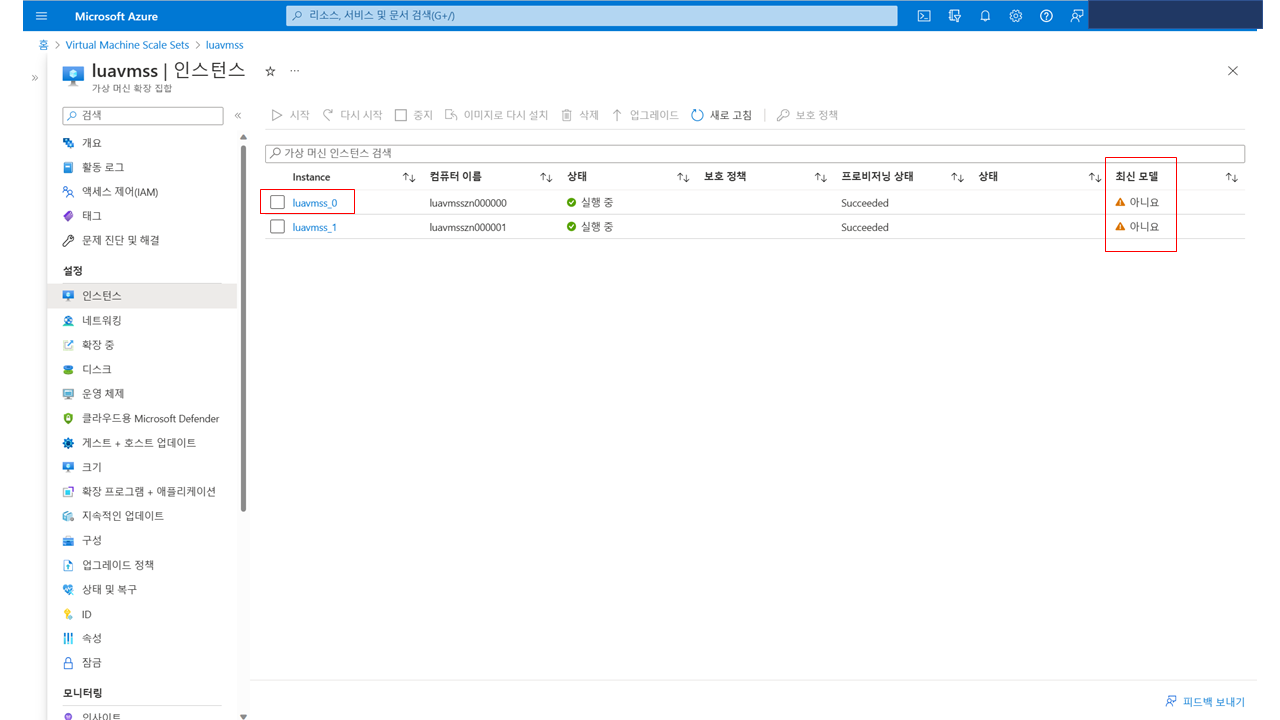 Microsoft Azure
리소스, 서비스 및 문서 검색(G+/)
홈 > Virtual Machine Scale Sets > luavmss
luavmss | 인스턴스
가상 머신 확장 집합
검색
개요
활동 로그
액세스 제어(IAM)
태그
문제 진단 및 해결
설정
인스턴스
네트워킹
확장 중
디스크
운영 체제
클라우드용 Microsoft Defender
게스트 + 호스트 업데이트
크기
확장 프로그램 + 애플리케이션
지속적인 업데이트
구성
업그레이드 정책
상태 및 복구
ID
속성
잠금
모니터링
인사이트
시작 다시 시작 중지 이미지로 다시 설치 삭제 업그레이드 새로 고침 보호 정책
가상 머신 인스턴스 검색
Instance 컴퓨터 이름 상태 보호 정책 프로비저닝 상태 상태 최신 모델
luavmss_0 luavmsszn000000 실행 중 Succeeded 아니요
luavmss_1 luavmsszn000001 실행 중 Succeeded 아니요
피드백 보내기